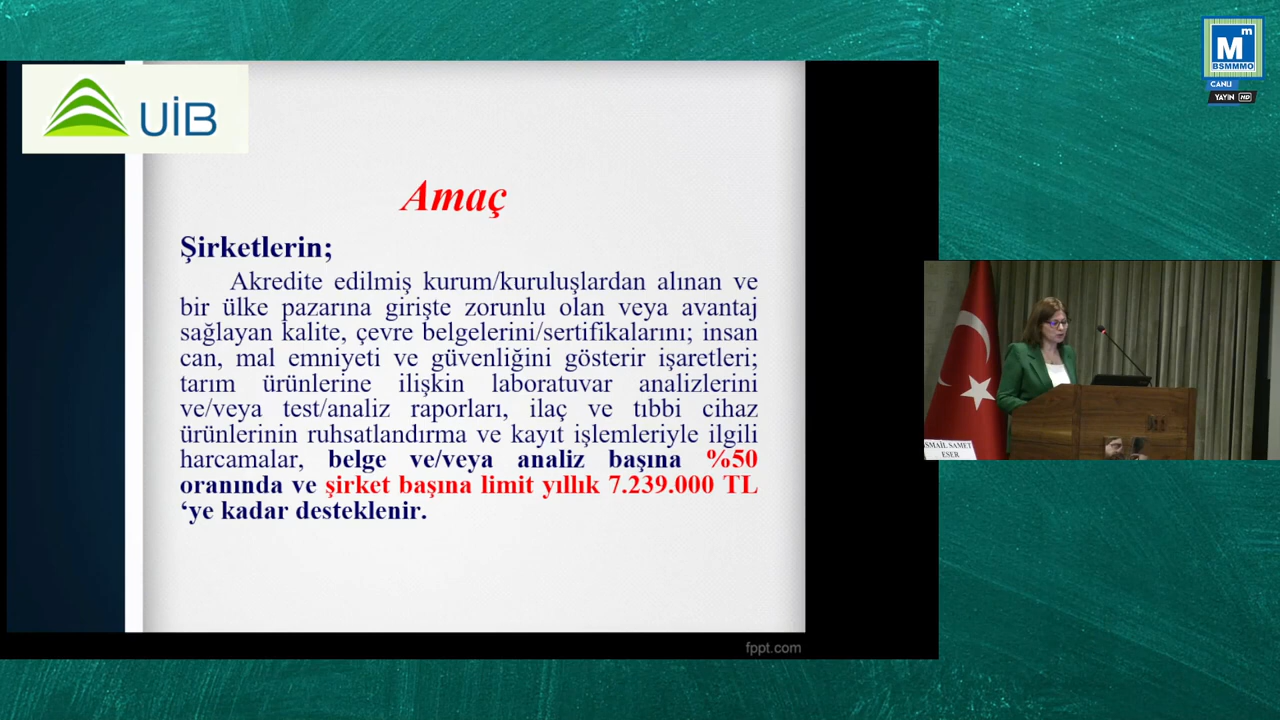 UİB
Amaç
Şirketlerin;
Akredite edilmiş kurum/kuruluşlardan alınan ve
bir ülke pazarına girişte zorunlu olan veya avantaj
sağlayan kalite, çevre belgelerini/sertifikalarını; insan
can, mal emniyeti ve güvenliğini gösterir işaretleri;
tarım ürünlerine ilişkin laboratuvar analizlerini
ve/veya test/analiz raporları, ilaç ve tıbbi cihaz
ürünlerinin ruhsatlandırma ve kayıt işlemleriyle ilgili
harcamalar, belge ve/veya analiz başına %50
oranında ve şirket başına limit yıllık 7.239.000 TL
‘ye kadar desteklenir.
fppt.com
M m
BSMMMO
CANLI
YAYIN HD
İSMAİL SAMET
ESER